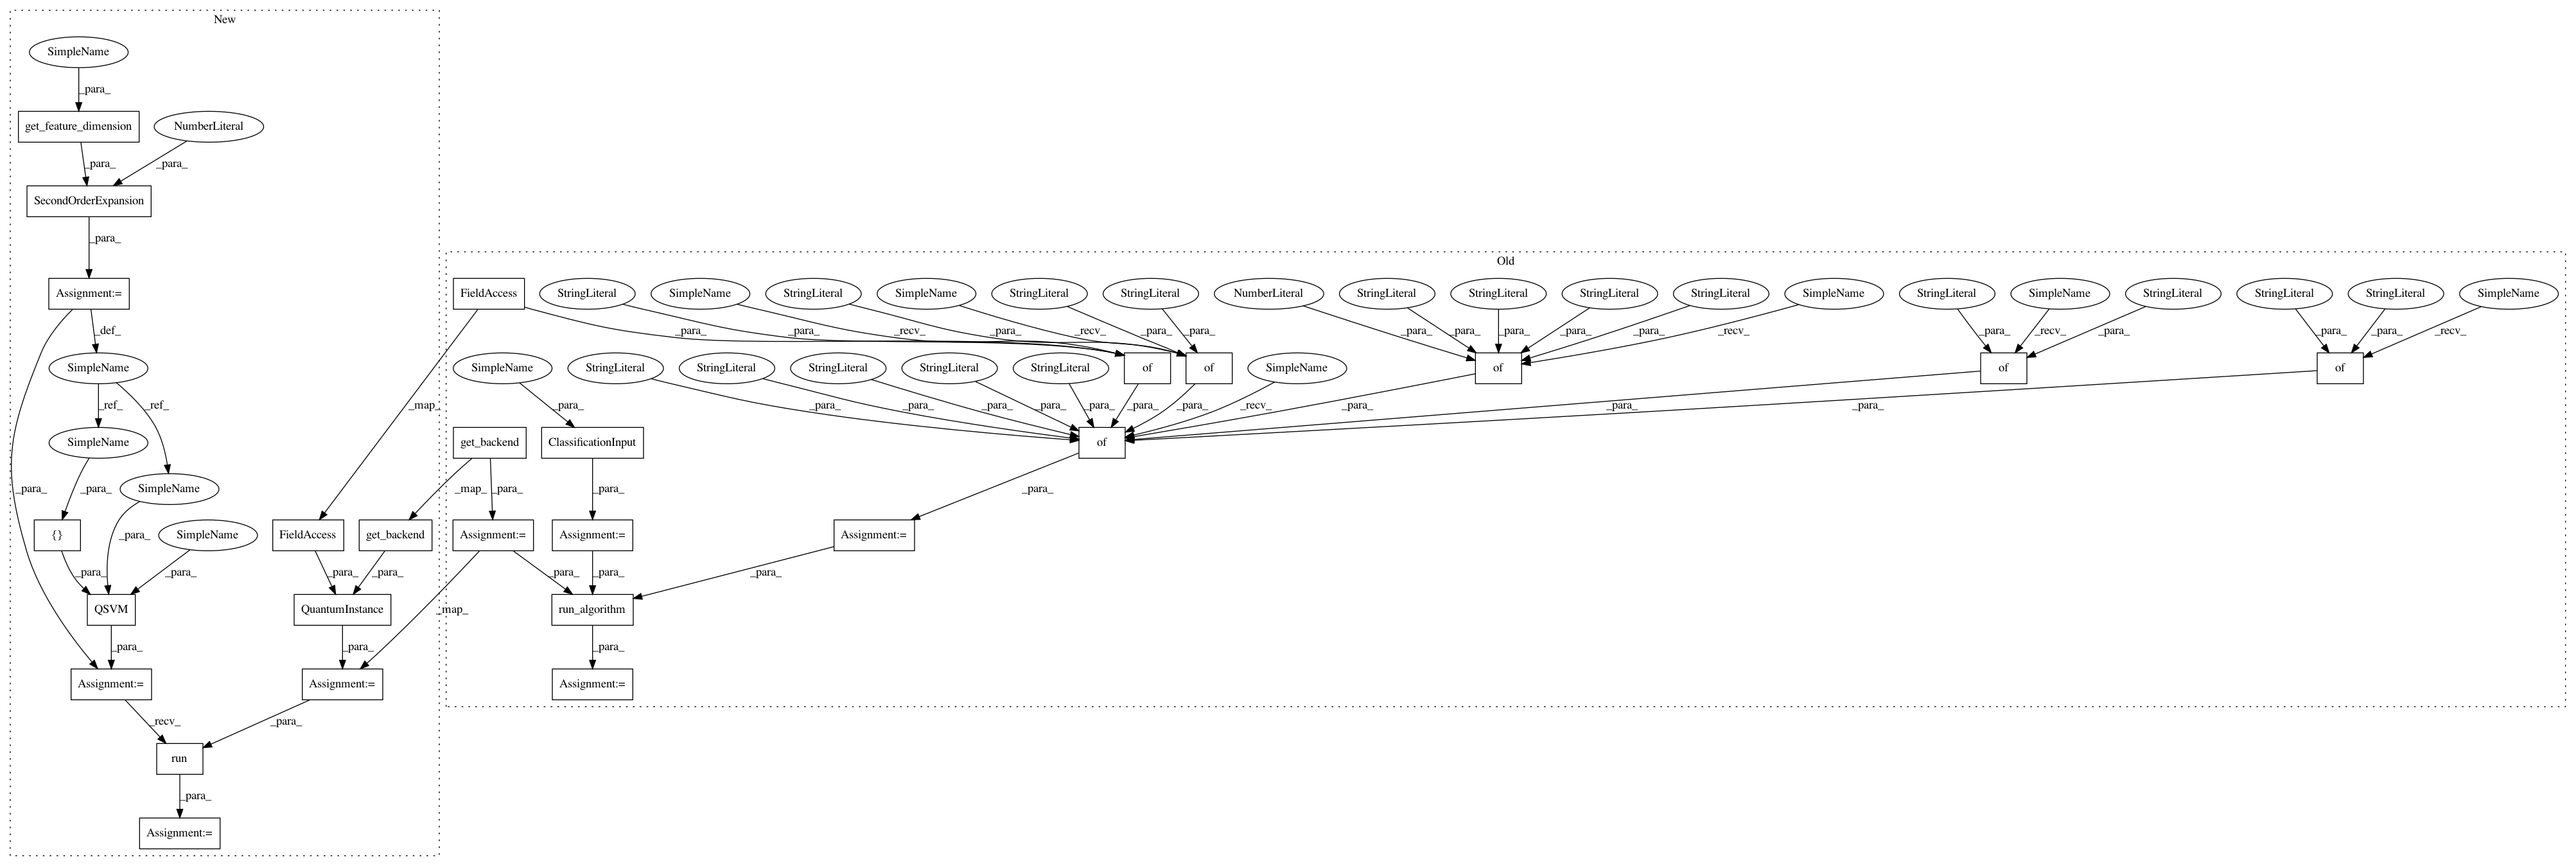 New
SimpleName
_para_
get_feature_dimension
NumberLiteral
_para_
_para_
SecondOrderExpansion
_para_
Assignment:=
_def_
SimpleName
_ref_
_ref_
SimpleName
_para_
_para_
SimpleName
_para_
SimpleName
{}
FieldAccess
get_backend
_para_
_para_
_para_
_para_
QSVM
QuantumInstance
_para_
_para_
Assignment:=
Assignment:=
_recv_
_para_
run
_para_
Assignment:=
_map_
_map_
_map_
Old
FieldAccess
StringLiteral
SimpleName
StringLiteral
SimpleName
StringLiteral
StringLiteral
NumberLiteral
StringLiteral
StringLiteral
StringLiteral
StringLiteral
SimpleName
StringLiteral
SimpleName
StringLiteral
StringLiteral
StringLiteral
SimpleName
_para_
_para_
_recv_
_para_
_recv_
_para_
_para_
_para_
_para_
_para_
_para_
_recv_
_para_
_recv_
_para_
_para_
_para_
_recv_
SimpleName
StringLiteral
StringLiteral
StringLiteral
StringLiteral
StringLiteral
of
of
SimpleName
of
of
of
_para_
_para_
_para_
_para_
_para_
_para_
_para_
_para_
_recv_
_para_
_para_
_para_
get_backend
ClassificationInput
of
_para_
_para_
_para_
Assignment:=
Assignment:=
Assignment:=
_para_
_para_
_para_
run_algorithm
_para_
Assignment:=